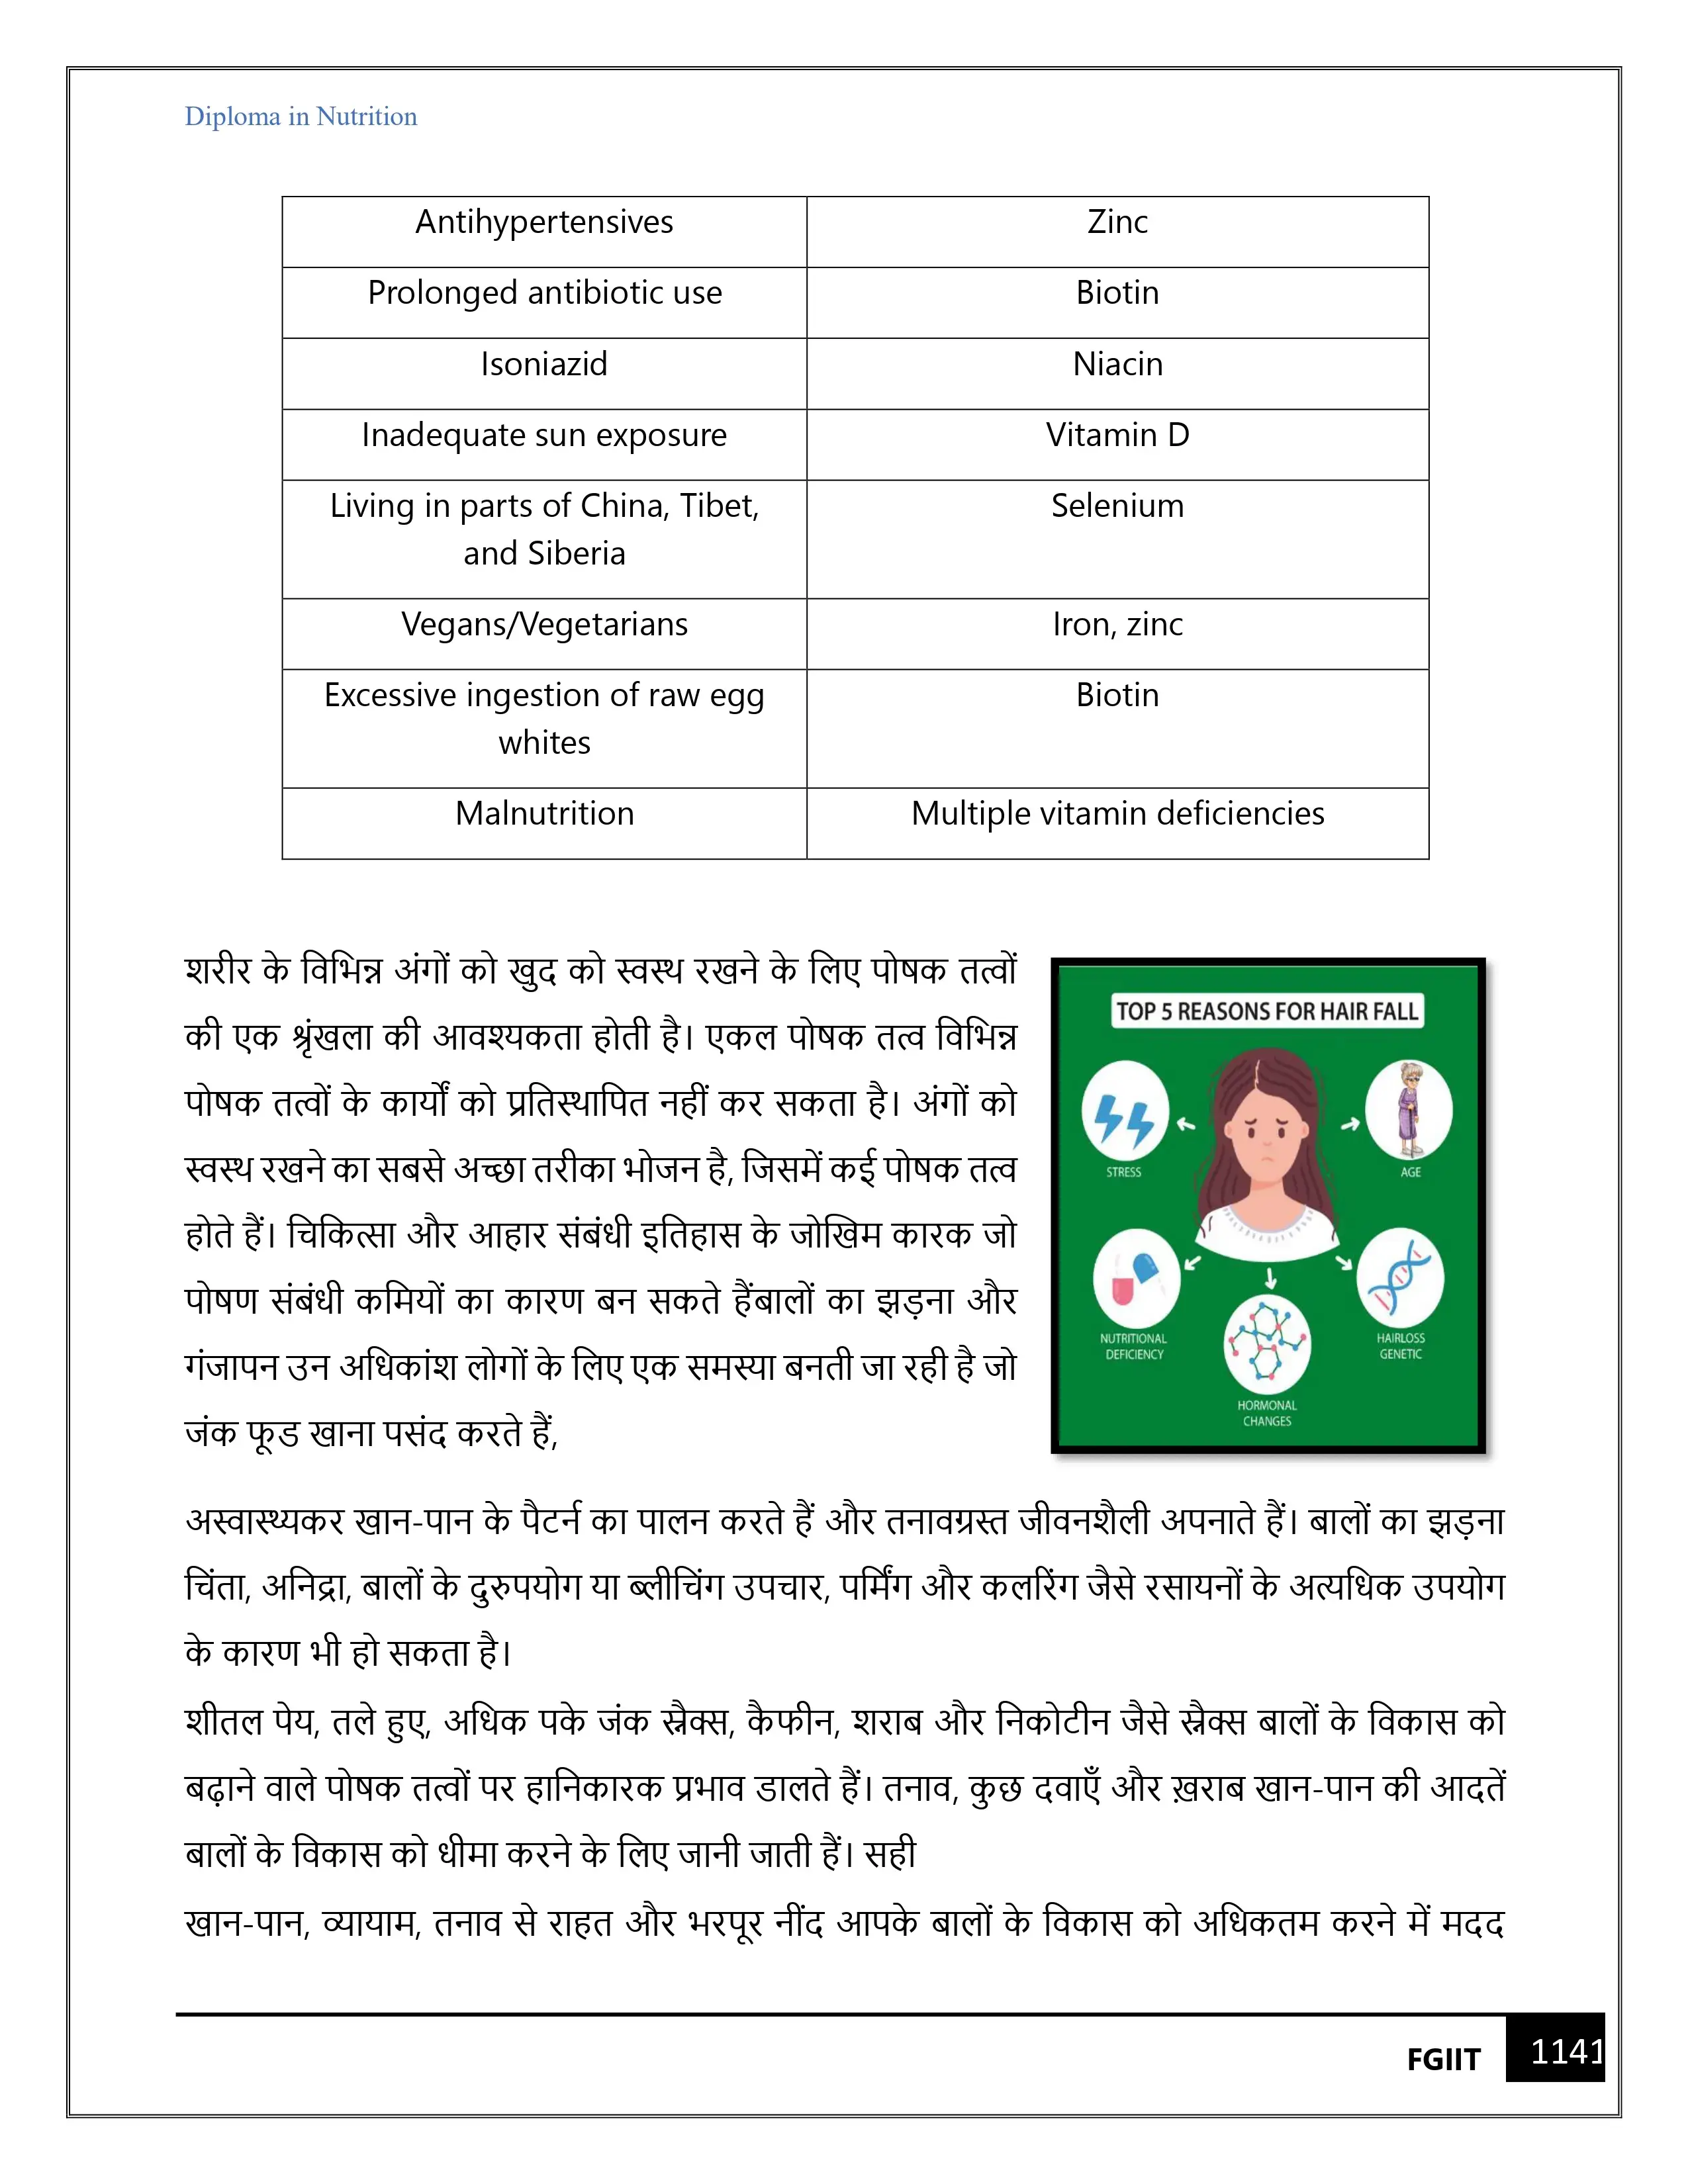 Diploma in Nutrition
Antihypertensives Zinc
Prolonged antibiotic use Biotin
Isoniazid Niacin
Inadequate sun exposure Vitamin D
Living in parts of China, Tibet, Selenium
and Siberia
Vegans/Vegetarians Iron, zinc
Excessive ingestion of raw egg Biotin
whites
Malnutrition Multiple vitamin deficiencies
शरीर के विभिन्न अंगों को खुद को स्वस्थ रखने के लिए पोषक तत्वों
की एक श्रृंखला की आवश्यकता होती है। एकल पोषक तत्व विभिन्न
पोषक तत्वों के कार्यों को प्रतिस्थापित नहीं कर सकता है। अंगों को
स्वस्थ रखने का सबसे अच्छा तरीका भोजन है, जिसमें कई पोषक तत्व
होते हैं। चिकित्सा और आहार संबंधी इतिहास के जोखिम कारक जो
पोषण संबंधी कमियों का कारण बन सकते हैंबालों का झड़ना और
गंजापन उन अधिकांश लोगों के लिए एक समस्या बनती जा रही है जो
जंक फूड खाना पसंद करते हैं,
TOP 5 REASONS FOR HAIR FALL
STRESS
AGE
NUTRITIONAL
DEFICIENCY
HAIRLOSS
GENETIC
HORMONAL
CHANGES
अस्वास्थ्यकर खान-पान के पैटर्न का पालन करते हैं और तनावग्रस्त जीवनशैली अपनाते हैं। बालों का झड़ना
चिंता, अनिद्रा, बालों के दुरुपयोग या ब्लीचिंग उपचार, पर्मिंग और कलरिंग जैसे रसायनों के अत्यधिक उपयोग
के कारण भी हो सकता है।
शीतल पेय, तले हुए, अधिक पके जंक स्नैक्स, कैफीन, शराब और निकोटीन जैसे स्नैक्स बालों के विकास को
बढ़ाने वाले पोषक तत्वों पर हानिकारक प्रभाव डालते हैं। तनाव, कुछ दवाएँ और ख़राब खान-पान की आदतें
बालों के विकास को धीमा करने के लिए जानी जाती हैं। सही
खान-पान, व्यायाम, तनाव से राहत और भरपूर नींद आपके बालों के विकास को अधिकतम करने में मदद
FGIIT 1141